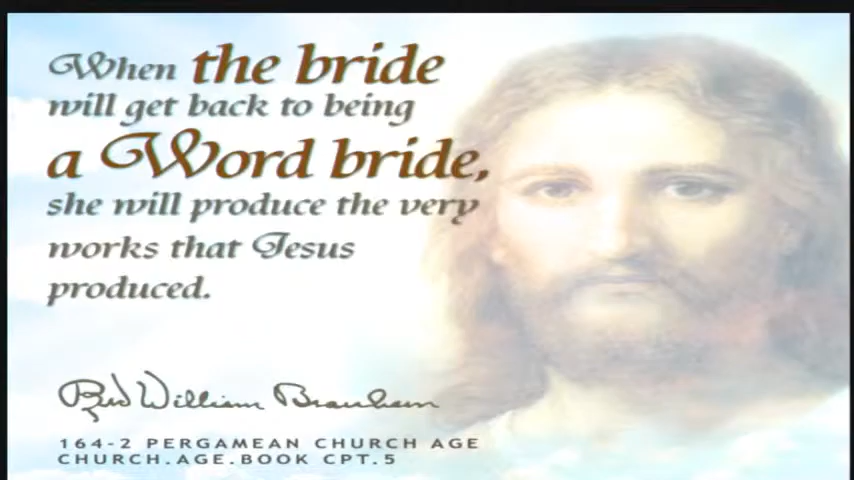 When the bride
will get back to being
a Word bride,
she will produce the very
works that Jesus
produced.
Rev William Branham
164-2 PERGAMEAN CHURCH AGE
CHURCH.AGE.BOOK CPT.5